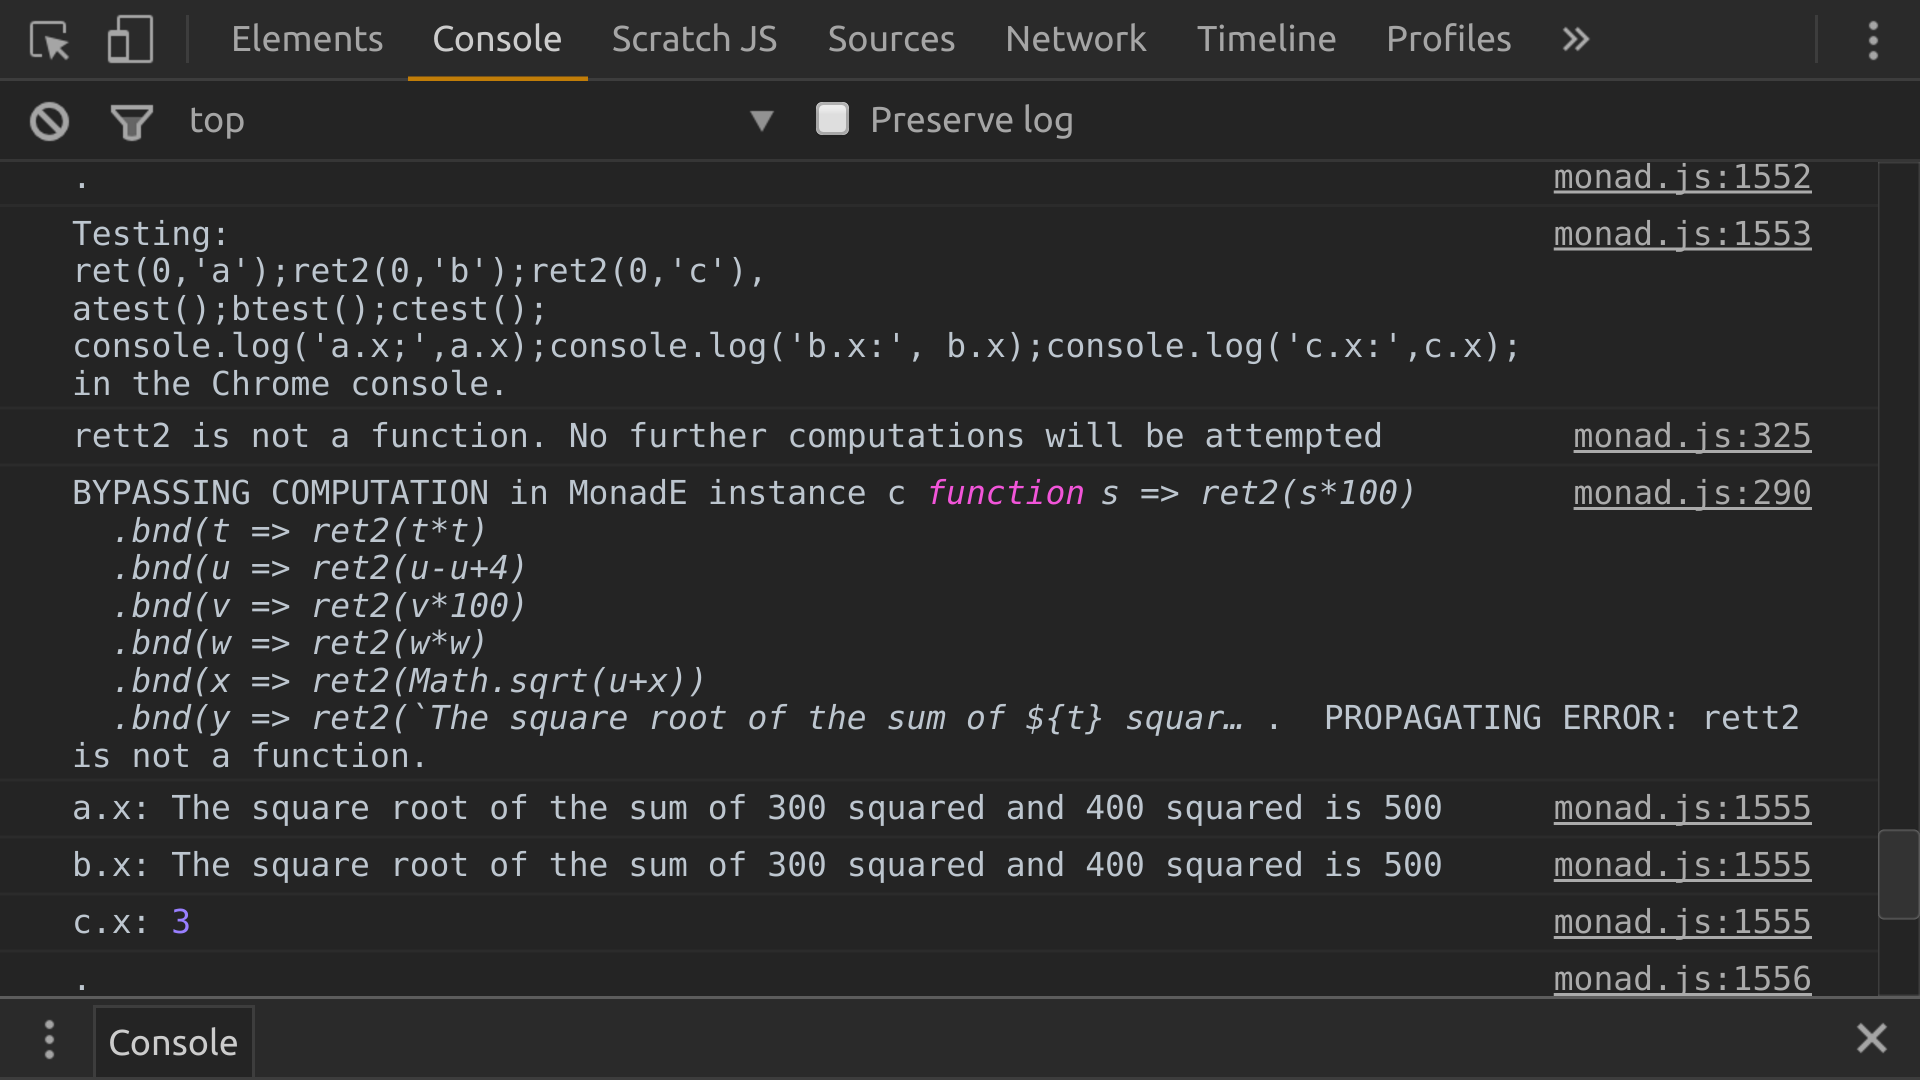 Elements Console Scratch JS Sources Network Timeline Profiles »
top ▼ Preserve log
. monad.js:1552
Testing: monad.js:1553
ret(0,'a');ret2(0,'b');ret2(0,'c'),
atest();btest();ctest();
console.log('a.x;',a.x);console.log('b.x:', b.x);console.log('c.x:',c.x);
in the Chrome console.
rett2 is not a function. No further computations will be attempted monad.js:325
BYPASSING COMPUTATION in MonadE instance c function s => ret2(s*100) monad.js:290
.bnd(t => ret2(t*t)
.bnd(u => ret2(u-u+4)
.bnd(v => ret2(v*100)
.bnd(w => ret2(w*w)
.bnd(x => ret2(Math.sqrt(u+x))
.bnd(y => ret2(`The square root of the sum of ${t} squar… . PROPAGATING ERROR: rett2
is not a function.
a.x: The square root of the sum of 300 squared and 400 squared is 500 monad.js:1555
b.x: The square root of the sum of 300 squared and 400 squared is 500 monad.js:1555
c.x: 3 monad.js:1555
. monad.js:1556
Console